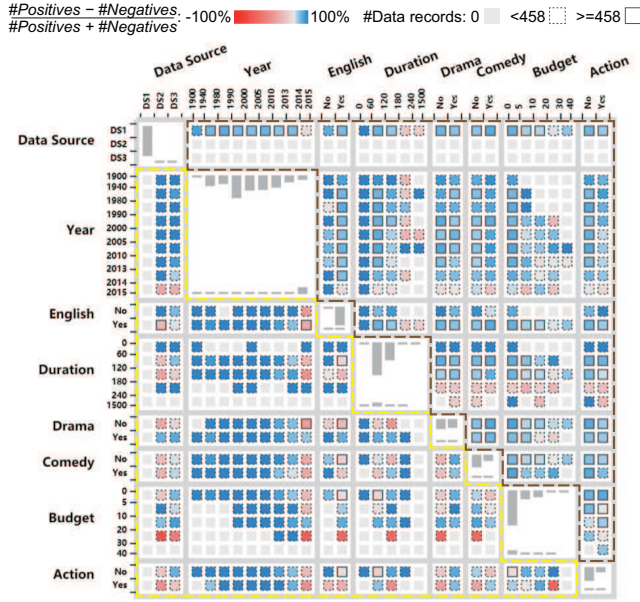 #Positives − #Negatives : -100% 100% #Data records: 0 <458 >=458
#Positives + #Negatives
Data Source Year English Duration Drama Comedy Budget Action
DS1 DS2 DS3 1900 1940 1980 1990 2000 2005 2010 2013 2014 2015 No Yes 0 60 120 180 240 1500 No Yes No Yes 0 5 10 20 30 40 No Yes
Data Source
DS1
DS2
DS3
Year
1900
1940
1980
1990
2000
2005
2010
2013
2014
2015
English
No
Yes
Duration
0
60
120
180
240
1500
Drama
No
Yes
Comedy
No
Yes
Budget
0
5
10
20
30
40
Action
No
Yes